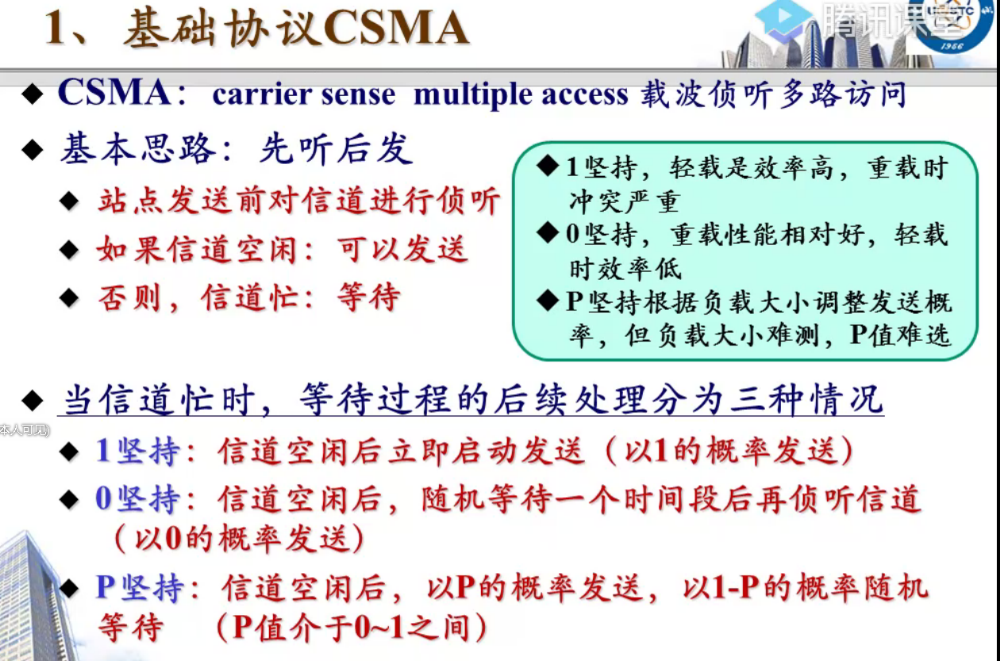 1、基础协议CSMA
腾讯课堂
1956
◆ CSMA：carrier sense multiple access 载波侦听多路访问
◆ 基本思路：先听后发
◆ 站点发送前对信道进行侦听
◆ 如果信道空闲：可以发送
◆ 否则，信道忙：等待
◆ 1坚持，轻载是效率高，重载时
冲突严重
◆ 0坚持，重载性能相对好，轻载
时效率低
◆ P坚持根据负载大小调整发送概
率，但负载大小难测，P值难选
◆ 当信道忙时，等待过程的后续处理分为三种情况
本人可见)
◆ 1坚持：信道空闲后立即启动发送（以1的概率发送）
◆ 0坚持：信道空闲后，随机等待一个时间段后再侦听信道
（以0的概率发送）
◆ P坚持：信道空闲后，以P的概率发送，以1-P的概率随机
等待 （P值介于0~1之间）